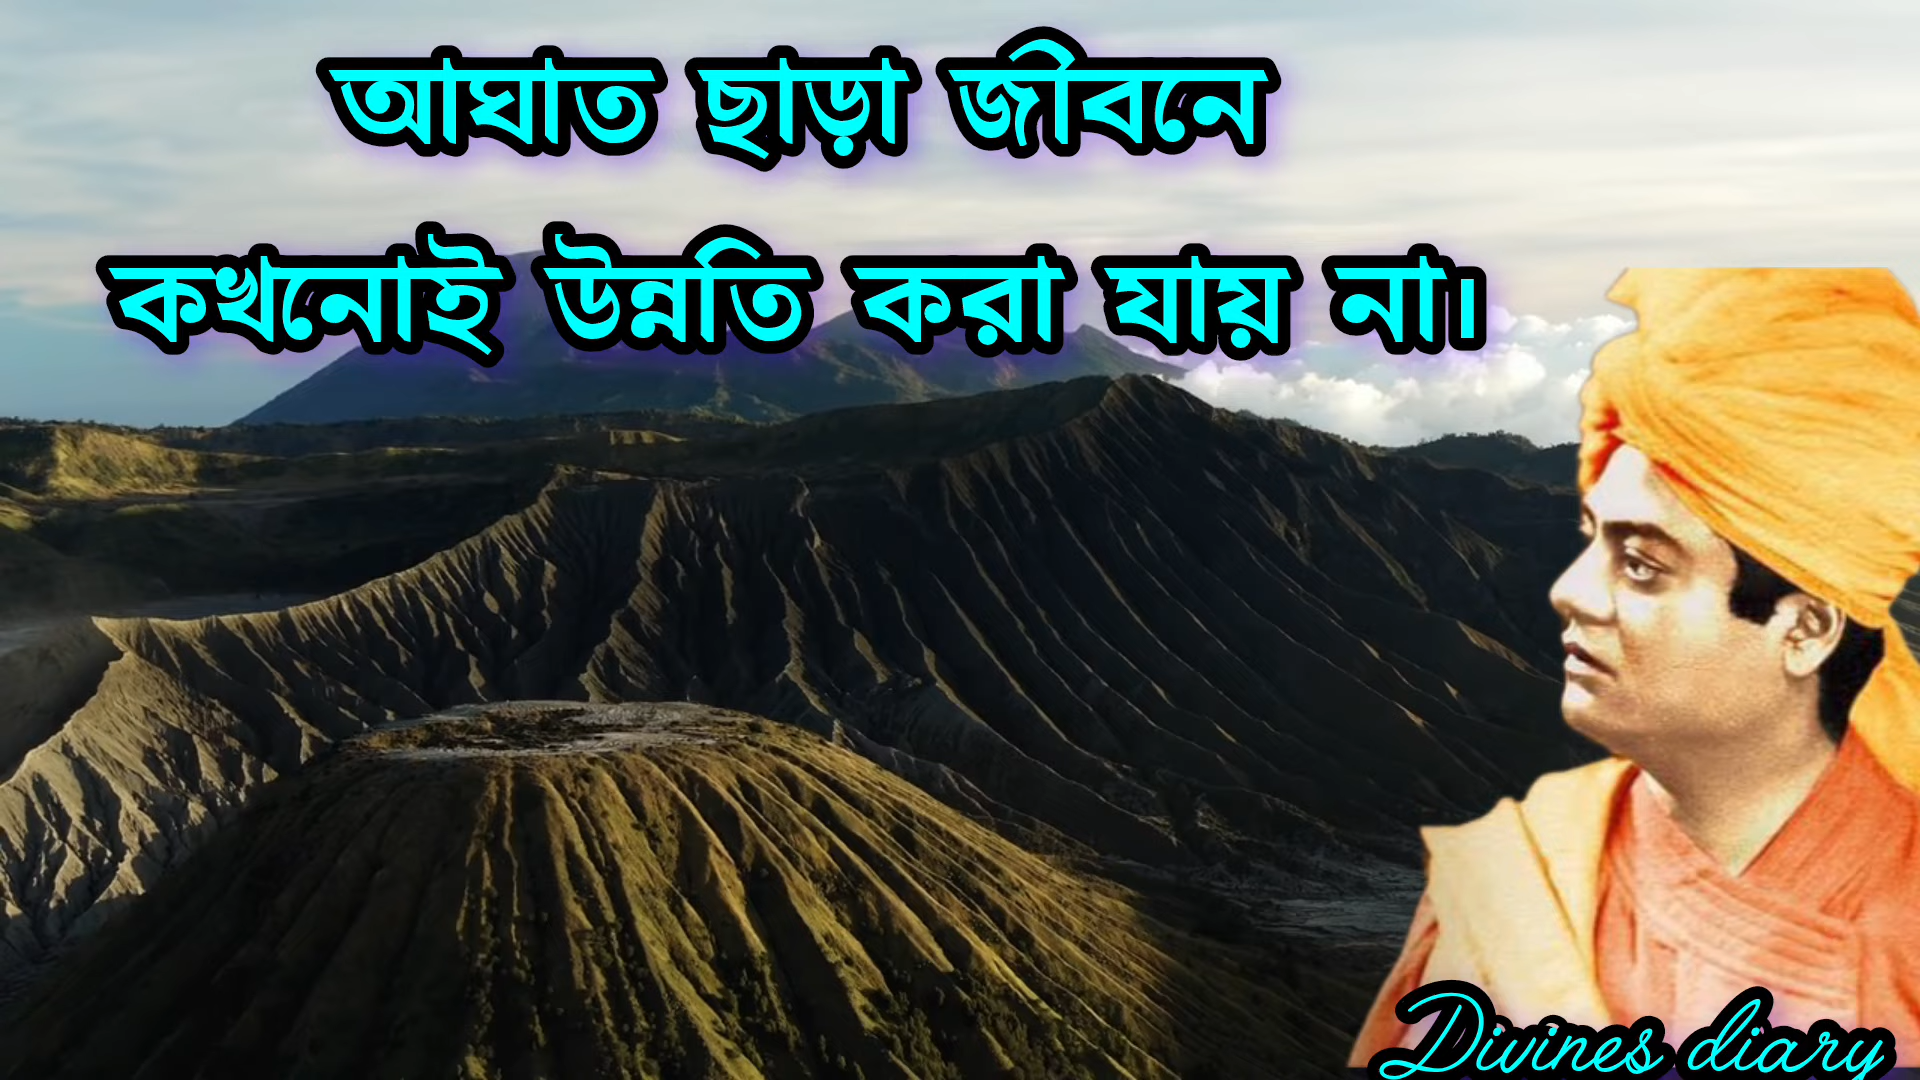 আঘাত ছাড়া জীবনে
কখনোই উন্নতি করা যায় না।
Divines diary